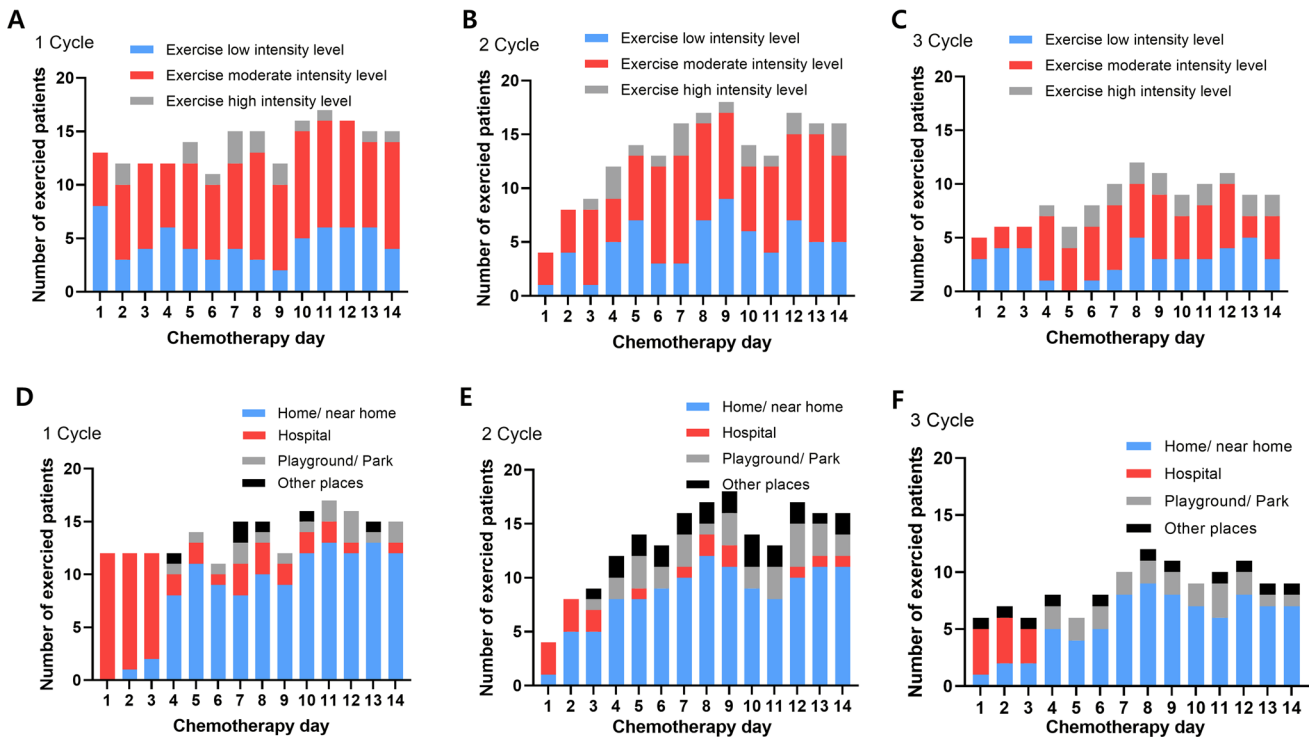 A
1 Cycle
Exercise low intensity level
Exercise moderate intensity level
Exercise high intensity level
Number of exercied patients
20
15
10
5
0
1 2 3 4 5 6 7 8 9 10 11 12 13 14
Chemotherapy day
B
2 Cycle
Exercise low intensity level
Exercise moderate intensity level
Exercise high intensity level
Number of exercied patients
20
15
10
5
0
1 2 3 4 5 6 7 8 9 10 11 12 13 14
Chemotherapy day
C
3 Cycle
Exercise low intensity level
Exercise moderate intensity level
Exercise high intensity level
Number of exercied patients
20
15
10
5
0
1 2 3 4 5 6 7 8 9 10 11 12 13 14
Chemotherapy day
D
1 Cycle
Home/ near home
Hospital
Playground/ Park
Other places
Number of exercied patients
20
15
10
5
0
1 2 3 4 5 6 7 8 9 10 11 12 13 14
Chemotherapy day
E
2 Cycle
Home/ near home
Hospital
Playground/ Park
Other places
Number of exercied patients
20
15
10
5
0
1 2 3 4 5 6 7 8 9 10 11 12 13 14
Chemotherapy day
F
3 Cycle
Home/ near home
Hospital
Playground/ Park
Other places
Number of exercied patients
20
15
10
5
0
1 2 3 4 5 6 7 8 9 10 11 12 13 14
Chemotherapy day